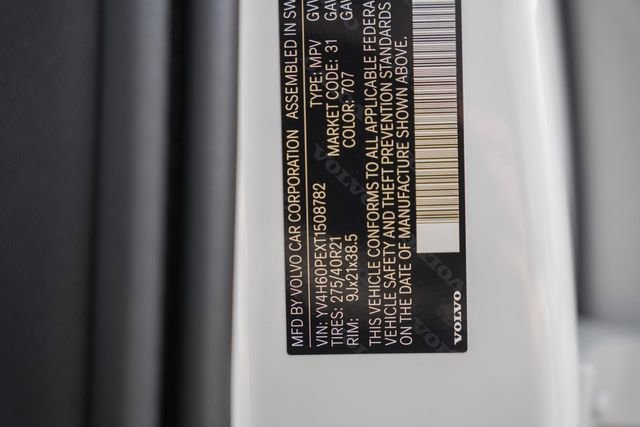 MFD BY VOLVO CAR CORPORATION ASSEMBLED IN SW
VIN: YV4H60PEXT1508782 TYPE: MPV GV
TIRES: 275/40R21 MARKET CODE: 31 GAW
RIM: 9Jx21x38.5 COLOR: 707 GAW
THIS VEHICLE CONFORMS TO ALL APPLICABLE FEDERA
VEHICLE SAFETY AND THEFT PREVENTION STANDARDS
ON THE DATE OF MANUFACTURE SHOWN ABOVE.
VOLVO